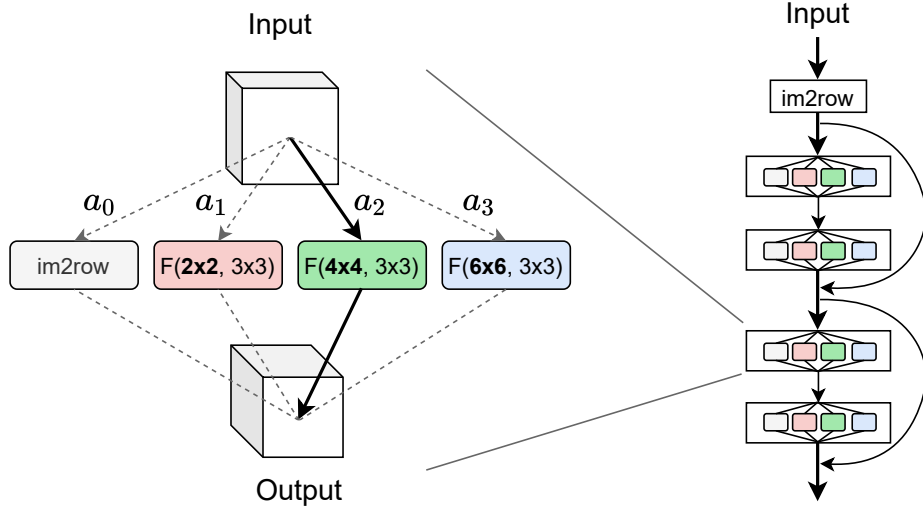 Input
a₀
a₁
a₂
a₃
im2row
F(2x2, 3x3)
F(4x4, 3x3)
F(6x6, 3x3)
Output
Input
im2row